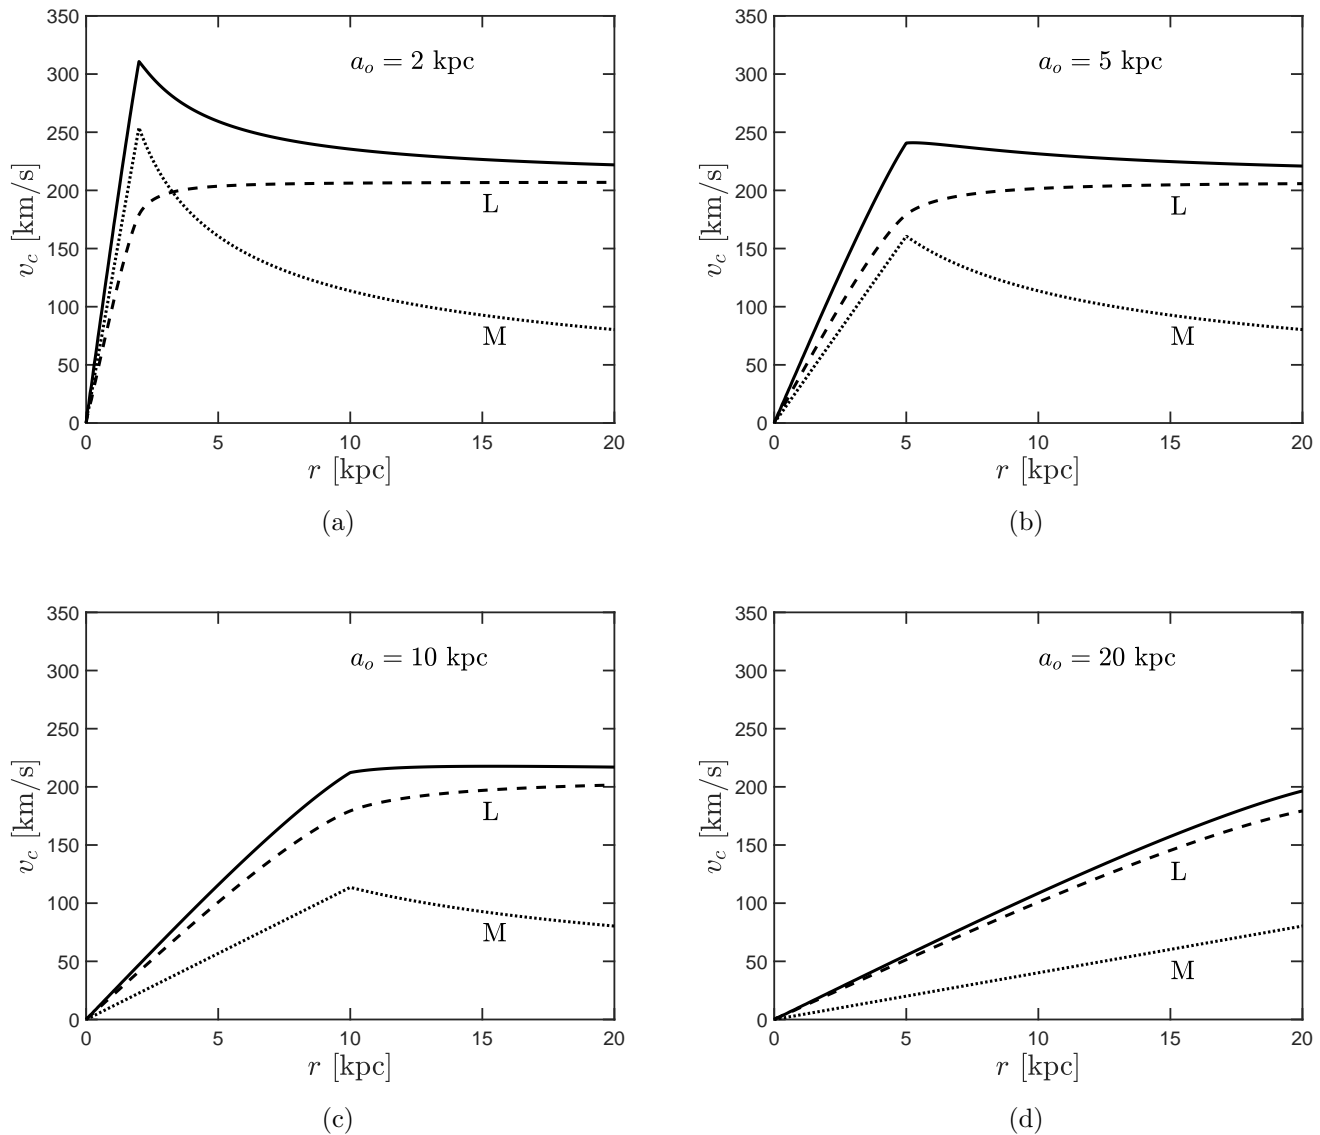 a_o = 2 kpc
350
300
250
200
150
100
50
0
v_c [km/s]
L
M
0 5 10 15 20
r [kpc]
(a)
a_o = 5 kpc
350
300
250
200
150
100
50
0
v_c [km/s]
L
M
0 5 10 15 20
r [kpc]
(b)
a_o = 10 kpc
350
300
250
200
150
100
50
0
v_c [km/s]
L
M
0 5 10 15 20
r [kpc]
(c)
a_o = 20 kpc
350
300
250
200
150
100
50
0
v_c [km/s]
L
M
0 5 10 15 20
r [kpc]
(d)